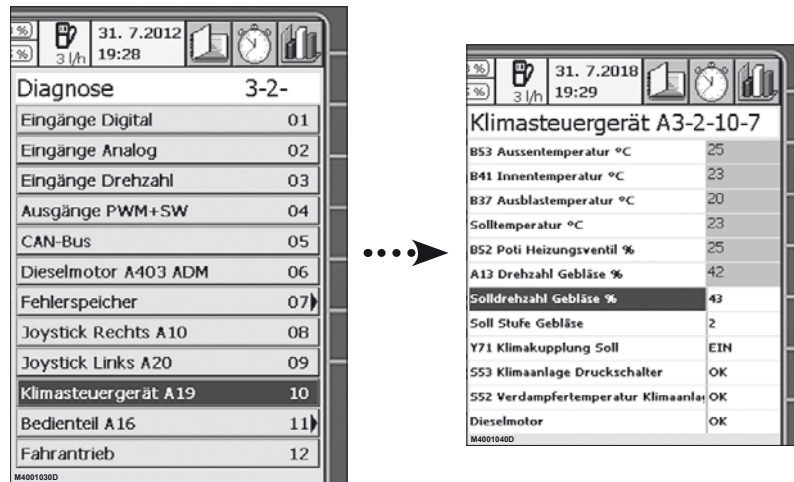 %)
%)
3 l/h
31. 7.2012
19:28
Diagnose 3-2-
Eingänge Digital 01
Eingänge Analog 02
Eingänge Drehzahl 03
Ausgänge PWM+SW 04
CAN-Bus 05
Dieselmotor A403 ADM 06
Fehlerspeicher 07
Joystick Rechts A10 08
Joystick Links A20 09
Klimasteuergerät A19 10
Bedienteil A16 11
Fahrantrieb 12
M4001030D
%)
%)
3 l/h
31. 7.2018
19:29
Klimasteuergerät A3-2-10-7
B53 Aussentemperatur °C 25
B41 Innentemperatur °C 23
B37 Ausblastemperatur °C 20
Solltemperatur °C 23
B52 Poti Heizungsventil % 25
A13 Drehzahl Gebläse % 42
Solldrehzahl Gebläse % 43
Soll Stufe Gebläse 2
Y71 Klimakupplung Soll EIN
S53 Klimaanlage Druckschalter OK
S52 Verdampfertemperatur Klimaanla OK
Dieselmotor OK
M4001040D